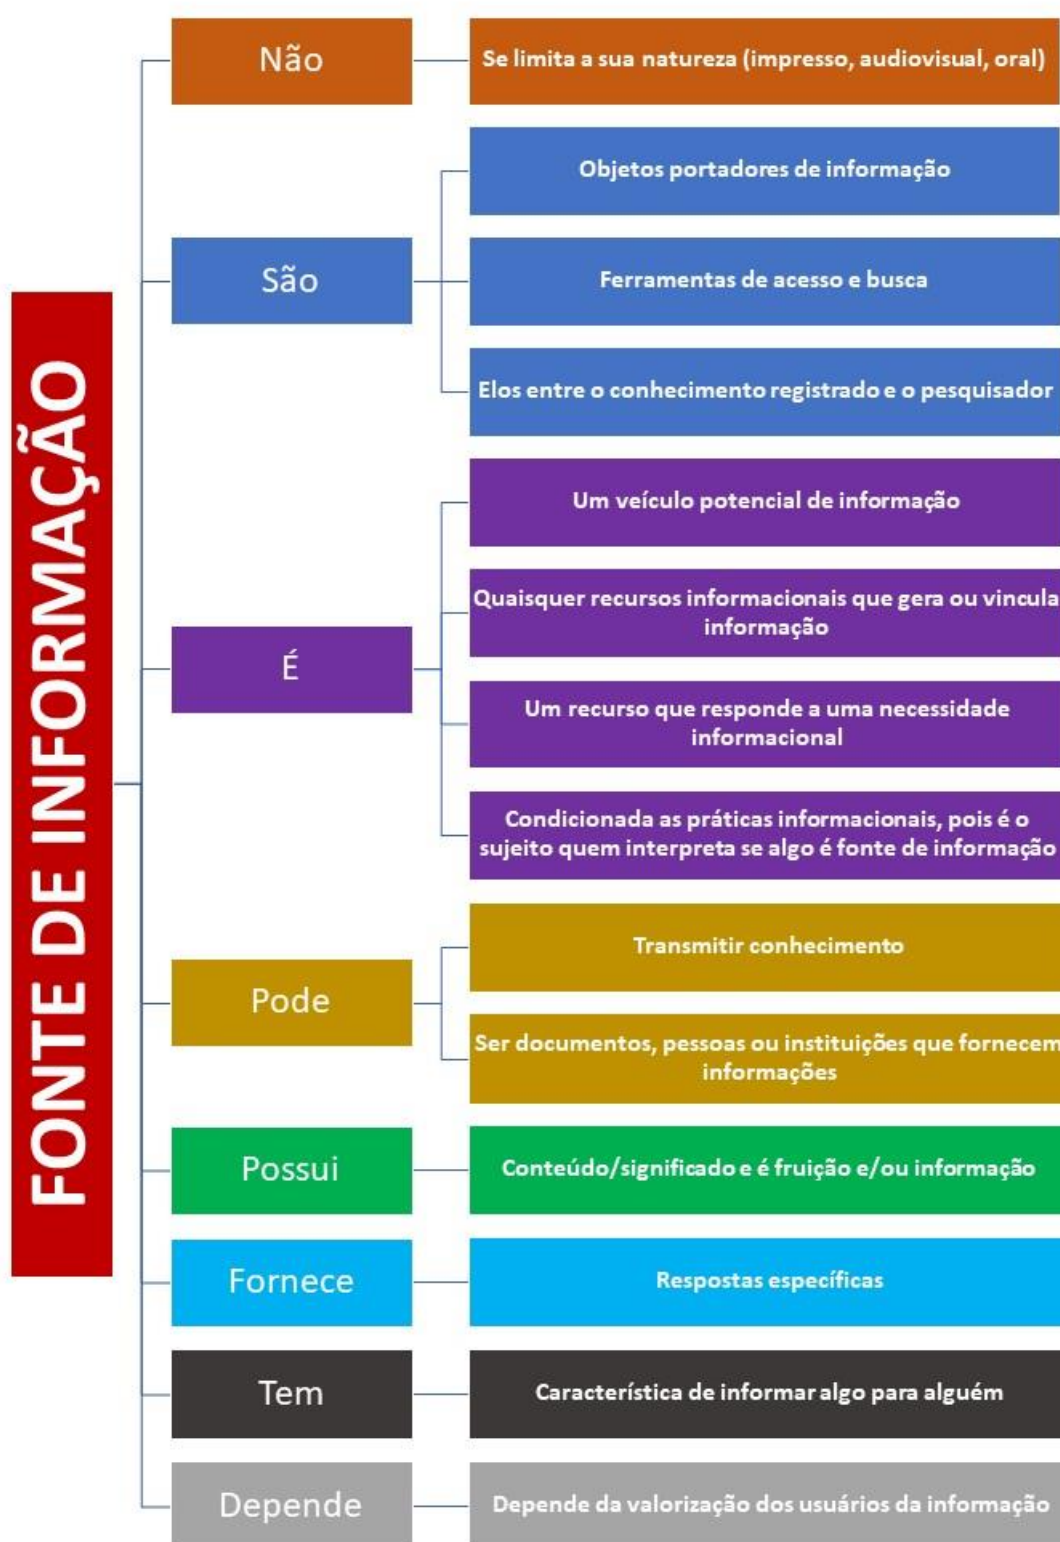 FONTE DE INFORMAÇÃO
Não
Se limita a sua natureza (impresso, audiovisual, oral)
São
Objetos portadores de informação
Ferramentas de acesso e busca
Elos entre o conhecimento registrado e o pesquisador
É
Um veículo potencial de informação
Quaisquer recursos informacionais que gera ou vincula
informação
Um recurso que responde a uma necessidade
informacional
Condicionada as práticas informacionais, pois é o
sujeito quem interpreta se algo é fonte de informação
Pode
Transmitir conhecimento
Ser documentos, pessoas ou instituições que fornecem
informações
Possui
Conteúdo/significado e é fruição e/ou informação
Fornece
Respostas específicas
Tem
Característica de informar algo para alguém
Depende
Depende da valorização dos usuários da informação